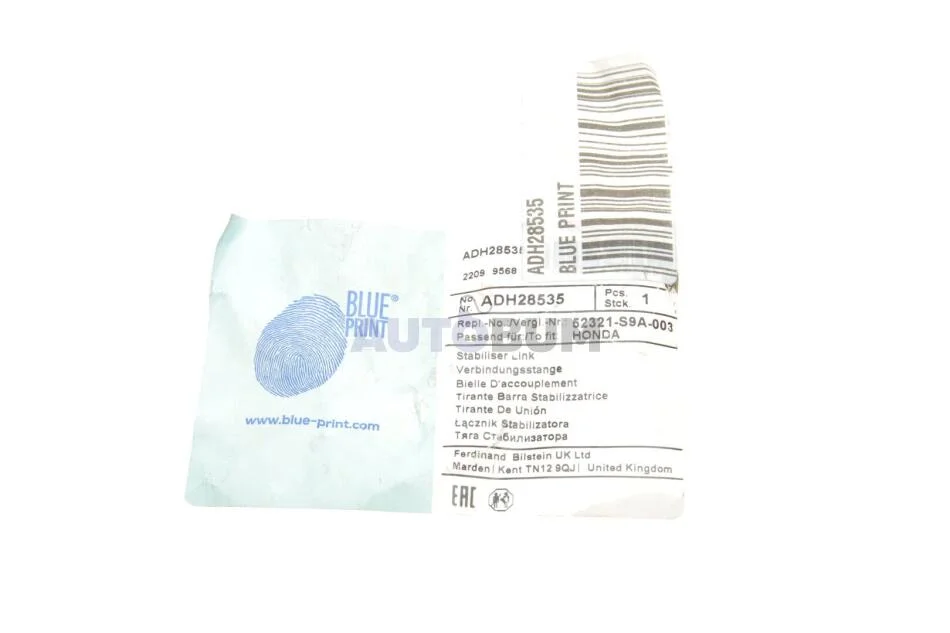 BLUE®
PRINT
www.blue-print.com
ADH28535
BLUE PRINT
ADH2853
2209 9568
No.
Nr.
ADH28535
Pcs.
Stck.
1
Repl.-No./Vergl.-Nr. 52321-S9A-003
Passend für:/To fit: HONDA
AUTOBUM
Stabiliser Link
Verbindungsstange
Bielle D'accouplement
Tirante Barra Stabilizzatrice
Tirante De Unión
Łącznik Stabilizatora
Тяга Стабилизатора
Ferdinand Bilstein UK Ltd
Marden| Kent TN12 9QJ| United Kingdom
EAC